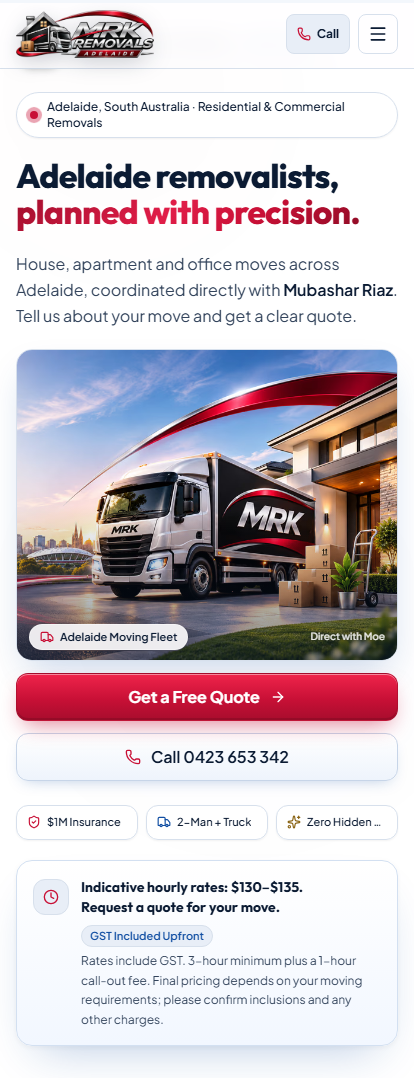 MRK
REMOVALS
ADELAIDE
Call
Adelaide, South Australia · Residential & Commercial
Removals
Adelaide removalists,
planned with precision.
House, apartment and office moves across
Adelaide, coordinated directly with Mubashar Riaz.
Tell us about your move and get a clear quote.
MRK
MRK
Adelaide Moving Fleet
Direct with Moe
Get a Free Quote →
Call 0423 653 342
$1M Insurance
2-Man + Truck
Zero Hidden ...
Indicative hourly rates: $130–$135.
Request a quote for your move.
GST Included Upfront
Rates include GST. 3-hour minimum plus a 1-hour
call-out fee. Final pricing depends on your moving
requirements; please confirm inclusions and any
other charges.